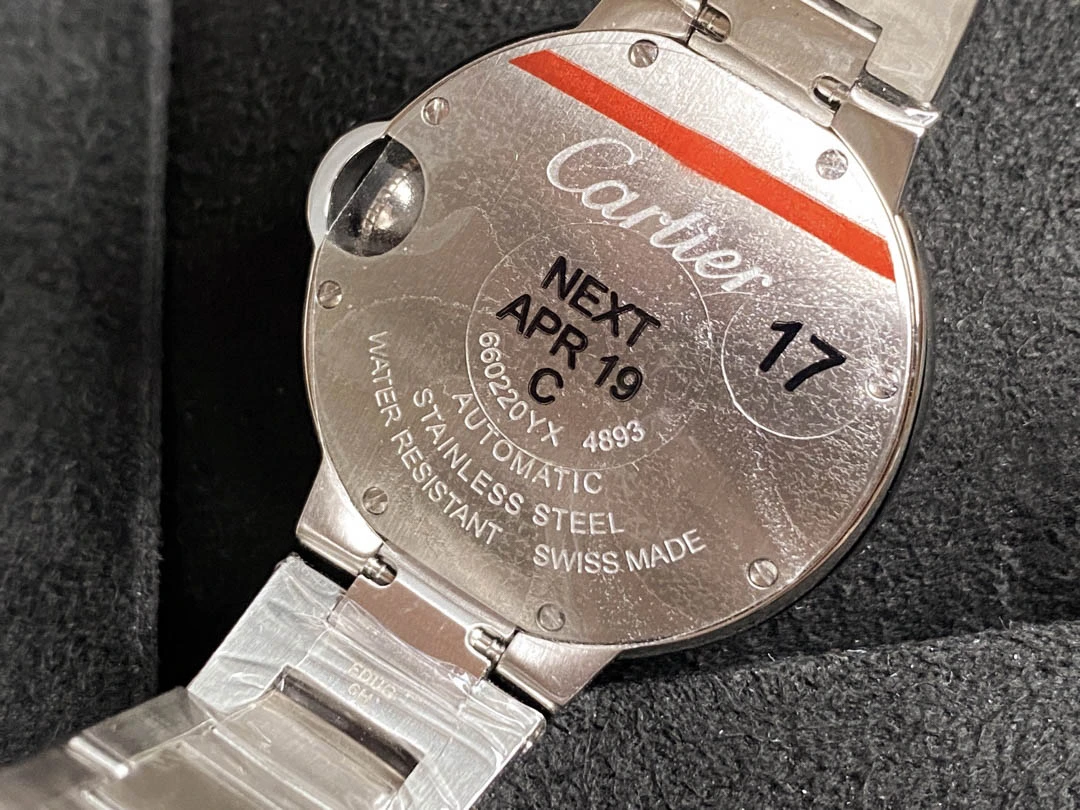 Cartier
NEXT
APR 19
C
17
660220YX 4893
AUTOMATIC
STAINLESS STEEL
WATER RESISTANT SWISS MADE